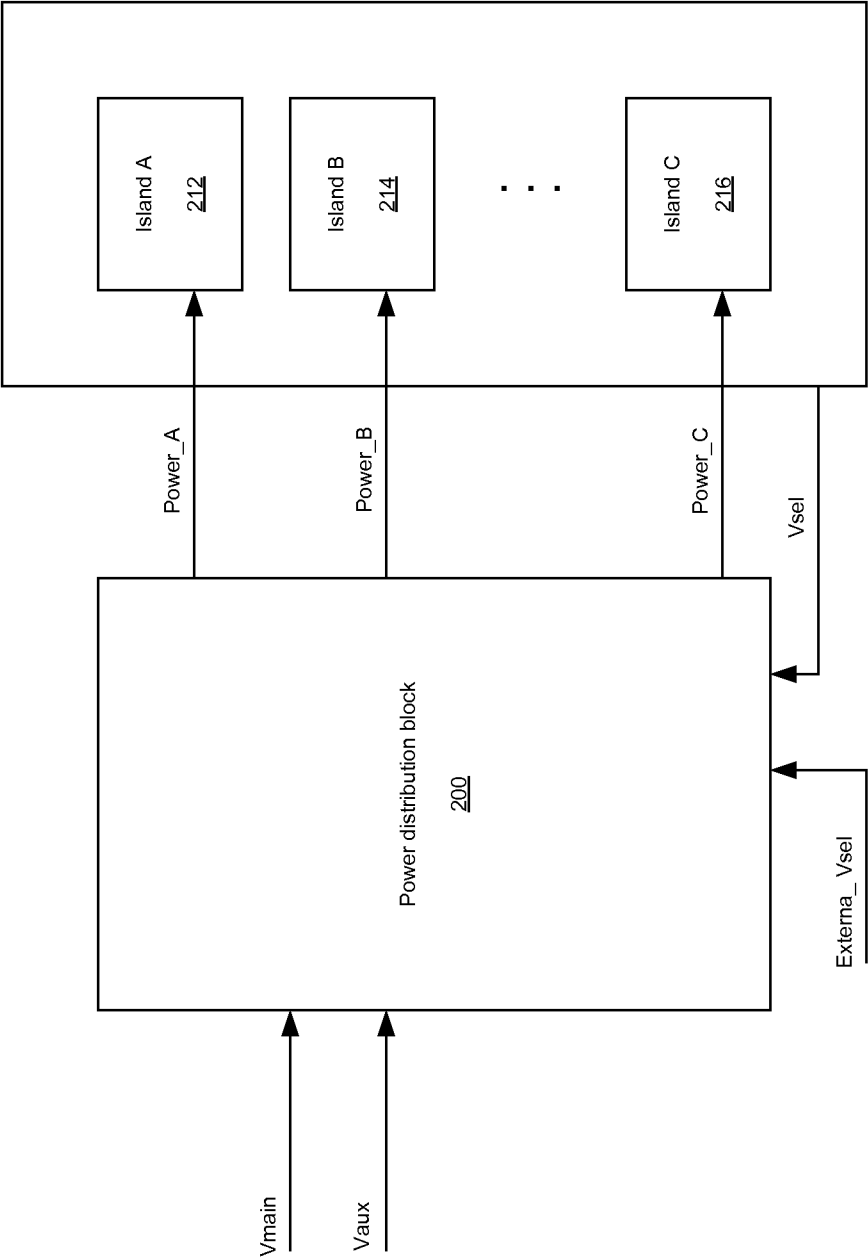 Vmain
Vaux
Power distribution block
200
Externa_ Vsel
Vsel
Power_A
Power_B
Power_C
Island A
212
Island B
214
. . .
Island C
216